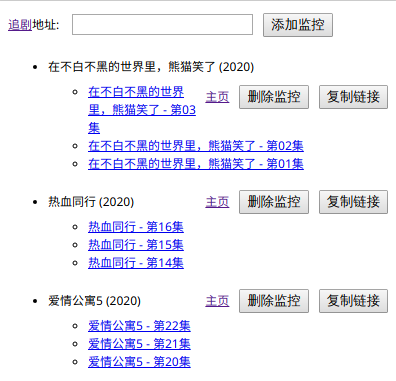 追剧地址: 添加监控
在不白不黑的世界里，熊猫笑了 (2020)
在不白不黑的世界 主页 删除监控 复制链接
里，熊猫笑了 - 第03
集
在不白不黑的世界里，熊猫笑了 - 第02集
在不白不黑的世界里，熊猫笑了 - 第01集
热血同行 (2020) 主页 删除监控 复制链接
热血同行 - 第16集
热血同行 - 第15集
热血同行 - 第14集
爱情公寓5 (2020) 主页 删除监控 复制链接
爱情公寓5 - 第22集
爱情公寓5 - 第21集
爱情公寓5 - 第20集